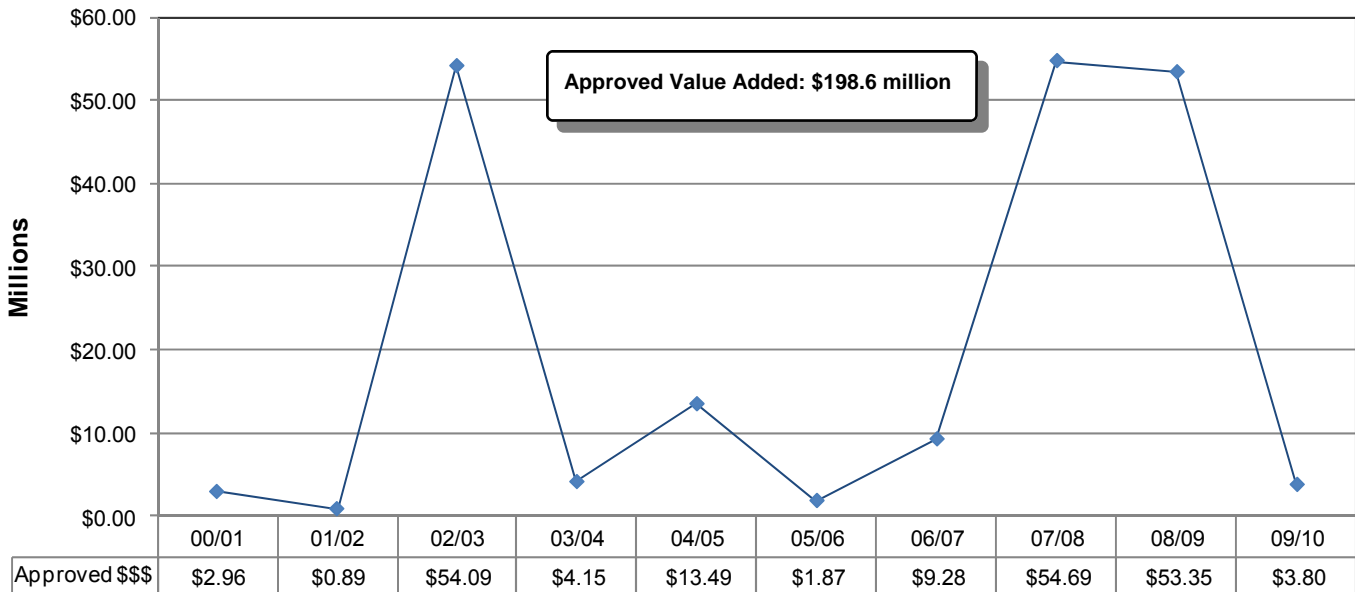 $60.00
Approved Value Added: $198.6 million
$50.00
$40.00
$30.00
$20.00
$10.00
$0.00
Millions
00/01 01/02 02/03 03/04 04/05 05/06 06/07 07/08 08/09 09/10
Approved $$$ $2.96 $0.89 $54.09 $4.15 $13.49 $1.87 $9.28 $54.69 $53.35 $3.80